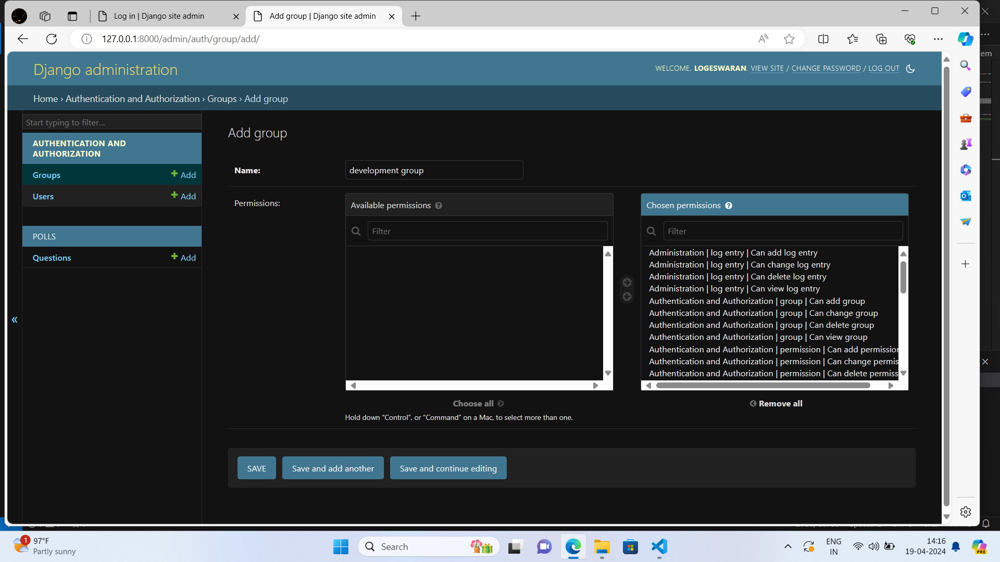 Log in | Django site admin
Add group | Django site admin
127.0.0.1:8000/admin/auth/group/add/
Django administration
WELCOME, LOGESWARAN. VIEW SITE / CHANGE PASSWORD / LOG OUT
Home › Authentication and Authorization › Groups › Add group
Start typing to filter...
AUTHENTICATION AND
AUTHORIZATION
Groups
Add
Users
Add
POLLS
Questions
Add
«
Add group
Name:
development group
Permissions:
Available permissions
Filter
Choose all
Hold down “Control”, or “Command” on a Mac, to select more than one.
Chosen permissions
Filter
Administration | log entry | Can add log entry
Administration | log entry | Can change log entry
Administration | log entry | Can delete log entry
Administration | log entry | Can view log entry
Authentication and Authorization | group | Can add group
Authentication and Authorization | group | Can change group
Authentication and Authorization | group | Can delete group
Authentication and Authorization | group | Can view group
Authentication and Authorization | permission | Can add permission
Authentication and Authorization | permission | Can change permis
Authentication and Authorization | permission | Can delete permiss
Remove all
SAVE
Save and add another
Save and continue editing
1
97°F
Partly sunny
Search
ENG
IN
14:16
19-04-2024
PRE